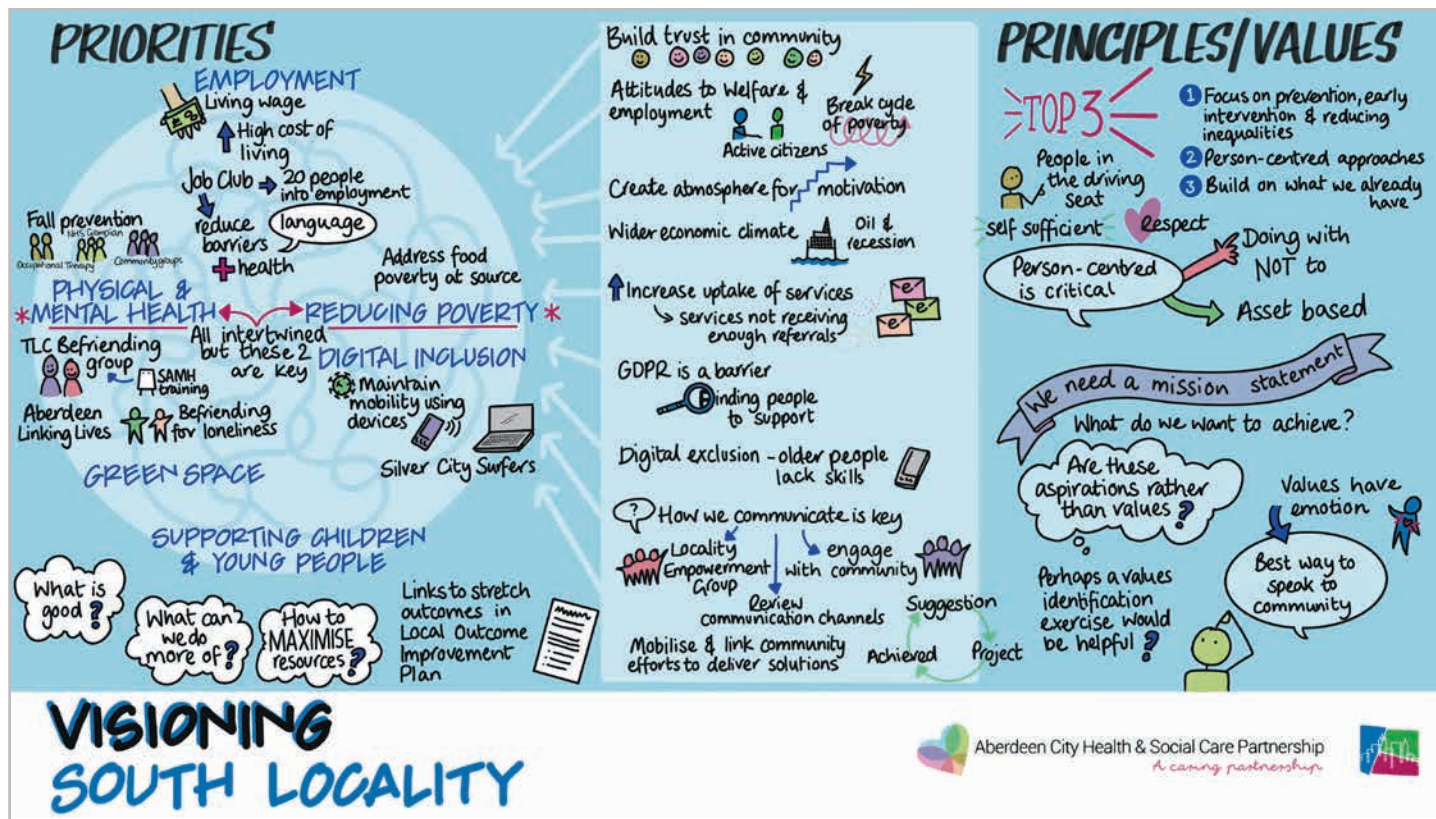 PRIORITIES
EMPLOYMENT
Living wage
High cost of
living
Job Club
20 people
into employment
reduce
barriers
language
health
Fall prevention
NHS Grampian
Occupational Therapy
Community groups
Address food
poverty at source
PHYSICAL &
*MENTAL HEALTH
REDUCING POVERTY *
All intertwined
but these 2
are key
TLC Befriending
group
SAMH
training
Aberdeen
Linking Lives
Befriending
for loneliness
DIGITAL INCLUSION
Maintain
mobility using
devices
Silver City Surfers
GREEN SPACE
SUPPORTING CHILDREN
& YOUNG PEOPLE
What is
good?
What can
we do
more of?
How to
MAXIMISE
resources?
Links to stretch
outcomes in
Local Outcome
Improvement
Plan
Build trust in community
Attitudes to Welfare &
employment
Active citizens
Break cycle
of poverty
Create atmosphere for motivation
Wider economic climate
Oil &
recession
Increase uptake of services
services not receiving
enough referrals
e
e
e
GDPR is a barrier
Finding people
to support
Digital exclusion - older people
lack skills
?
How we communicate is key
Locality
Empowerment
Group
engage
with community
Review
communication channels
Mobilise & link community
efforts to deliver solutions
Suggestion
Project
Achieved
PRINCIPLES/VALUES
TOP 3
1 Focus on prevention, early
intervention & reducing
inequalities
2 Person-centred approaches
3 Build on what we already
have
People in
the driving
seat
self sufficient
Respect
Person-centred
is critical
Doing with
NOT to
Asset based
We need a mission statement
What do we want to achieve?
Are these
aspirations rather
than values?
Values have
emotion
Best way to
speak to
community
Perhaps a values
identification
exercise would
be helpful?
VISIONING
SOUTH LOCALITY
Aberdeen City Health & Social Care Partnership
A caring partnership